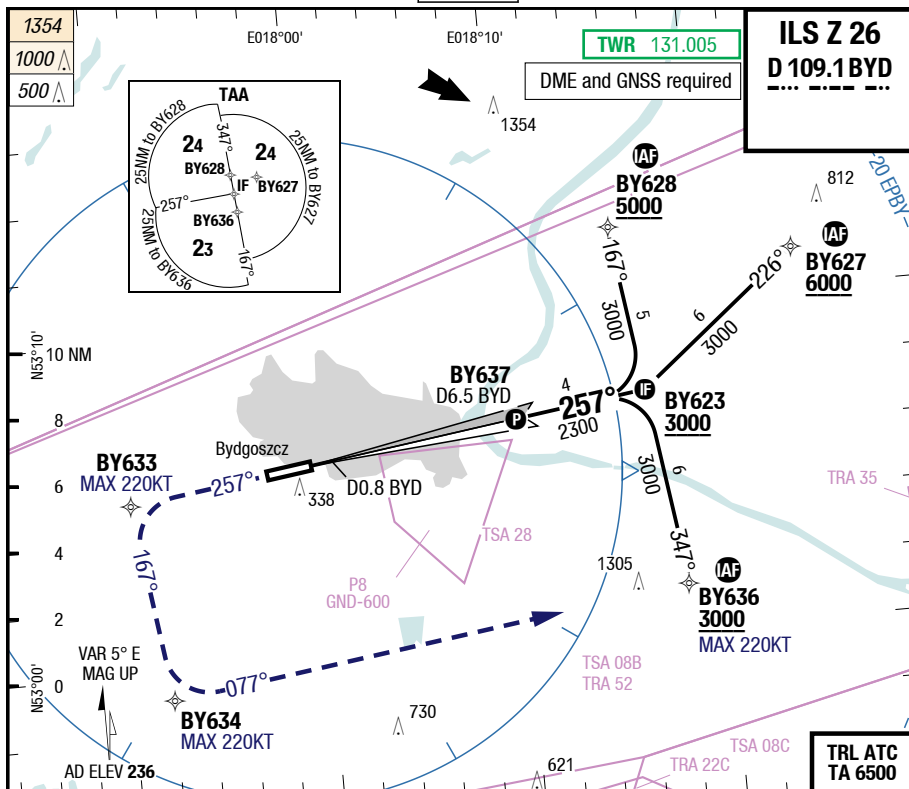 1354
1000
500
E018°00'
E018°10'
TWR 131.005
DME and GNSS required
ILS Z 26
D 109.1 BYD
TAA
25NM to BY628
25NM to BY627
25NM to BY636
347°
24
24
BY628
IF
BY627
257°
BY636
23
167°
1354
IAF
BY628
5000
812
20 EPBY
IAF
BY627
6000
167°
5
3000
226°
6
3000
N53°10'
10 NM
8
6
4
2
0
N53°00'
BY637
D6.5 BYD
P
4
257°
2300
IF
BY623
3000
Bydgoszcz
BY633
MAX 220KT
257°
338
D0.8 BYD
TSA 28
6
3000
TRA 35
347°
167°
P8
GND-600
1305
IAF
BY636
3000
MAX 220KT
VAR 5° E
MAG UP
077°
TSA 08B
TRA 52
BY634
MAX 220KT
730
AD ELEV 236
621
TSA 08C
TRA 22C
TRL ATC
TA 6500